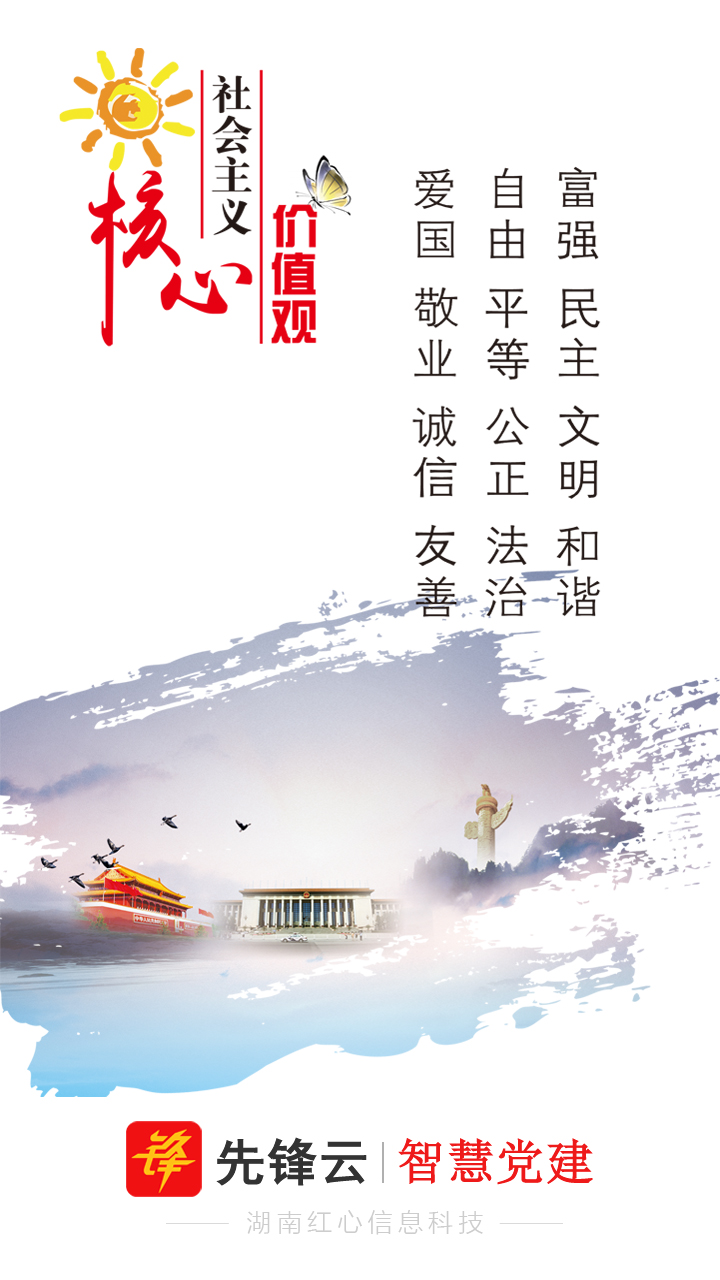 社会主义
核心
价值观
富强 民主 文明 和谐
自由 平等 公正 法治
爱国 敬业 诚信 友善
锋
先锋云
智慧党建
湖南红心信息科技